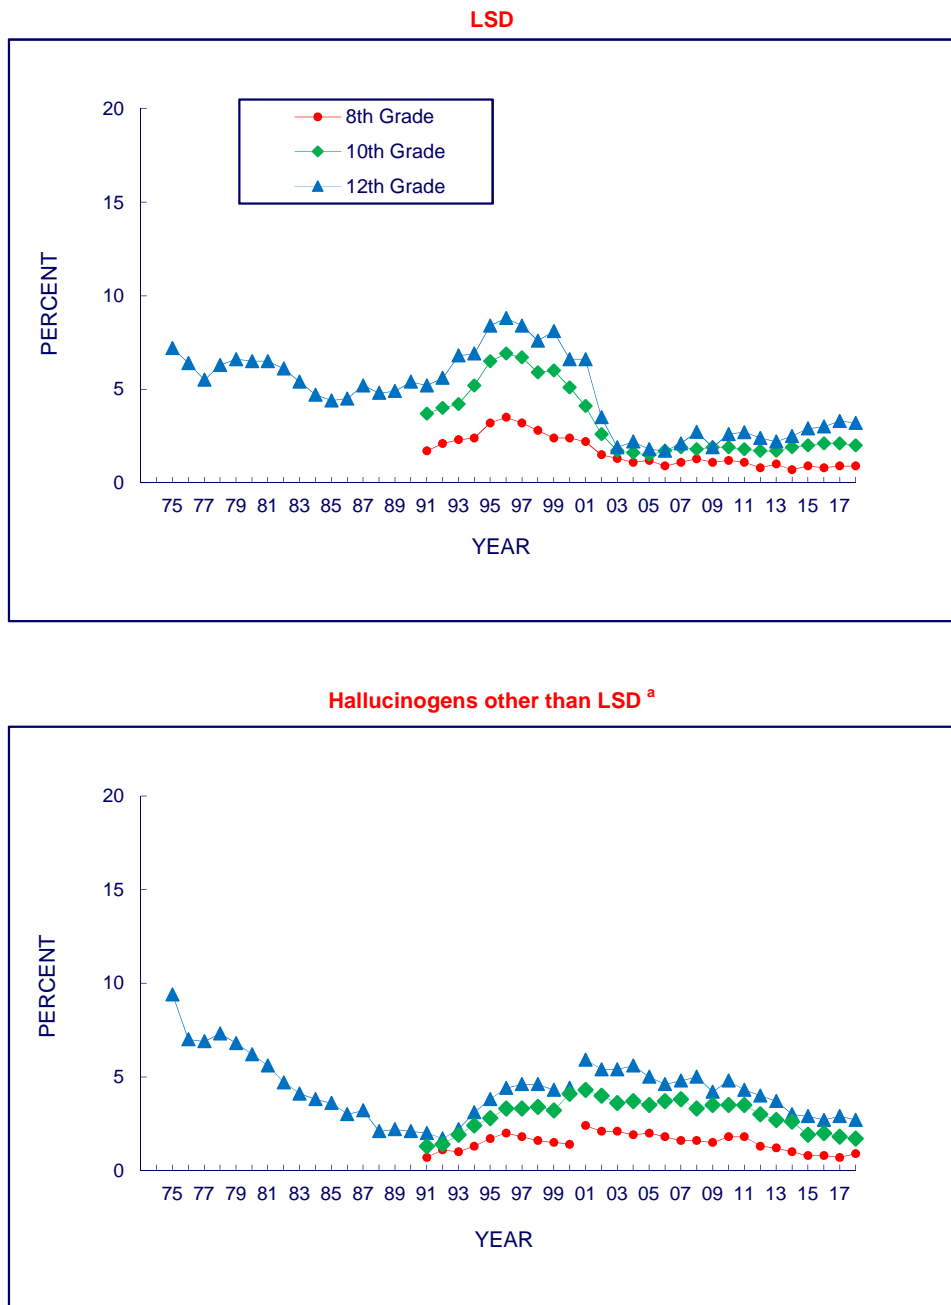 LSD
20
8th Grade
10th Grade
12th Grade
15
10
PERCENT
5
0
75 77 79 81 83 85 87 89 91 93 95 97 99 01 03 05 07 09 11 13 15 17
YEAR
Hallucinogens other than LSD a
20
15
10
PERCENT
5
0
75 77 79 81 83 85 87 89 91 93 95 97 99 01 03 05 07 09 11 13 15 17
YEAR